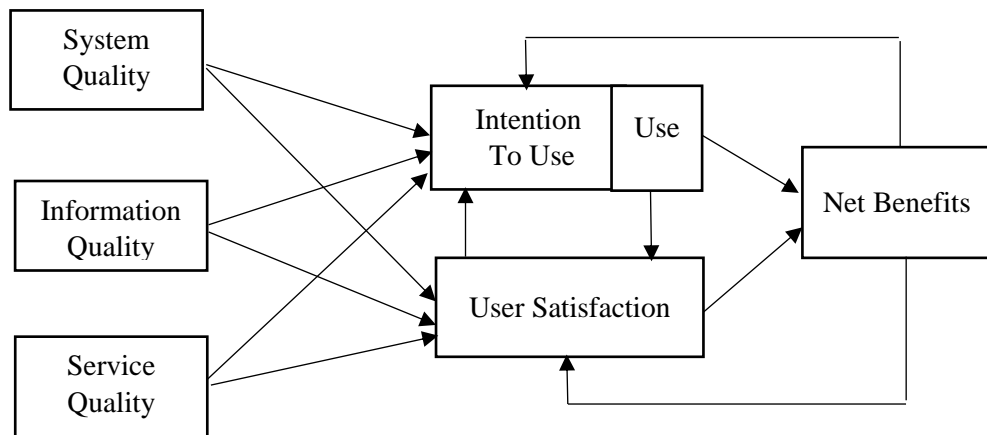 System
Quality
Intention
To Use
Use
Information
Quality
Net Benefits
User Satisfaction
Service
Quality